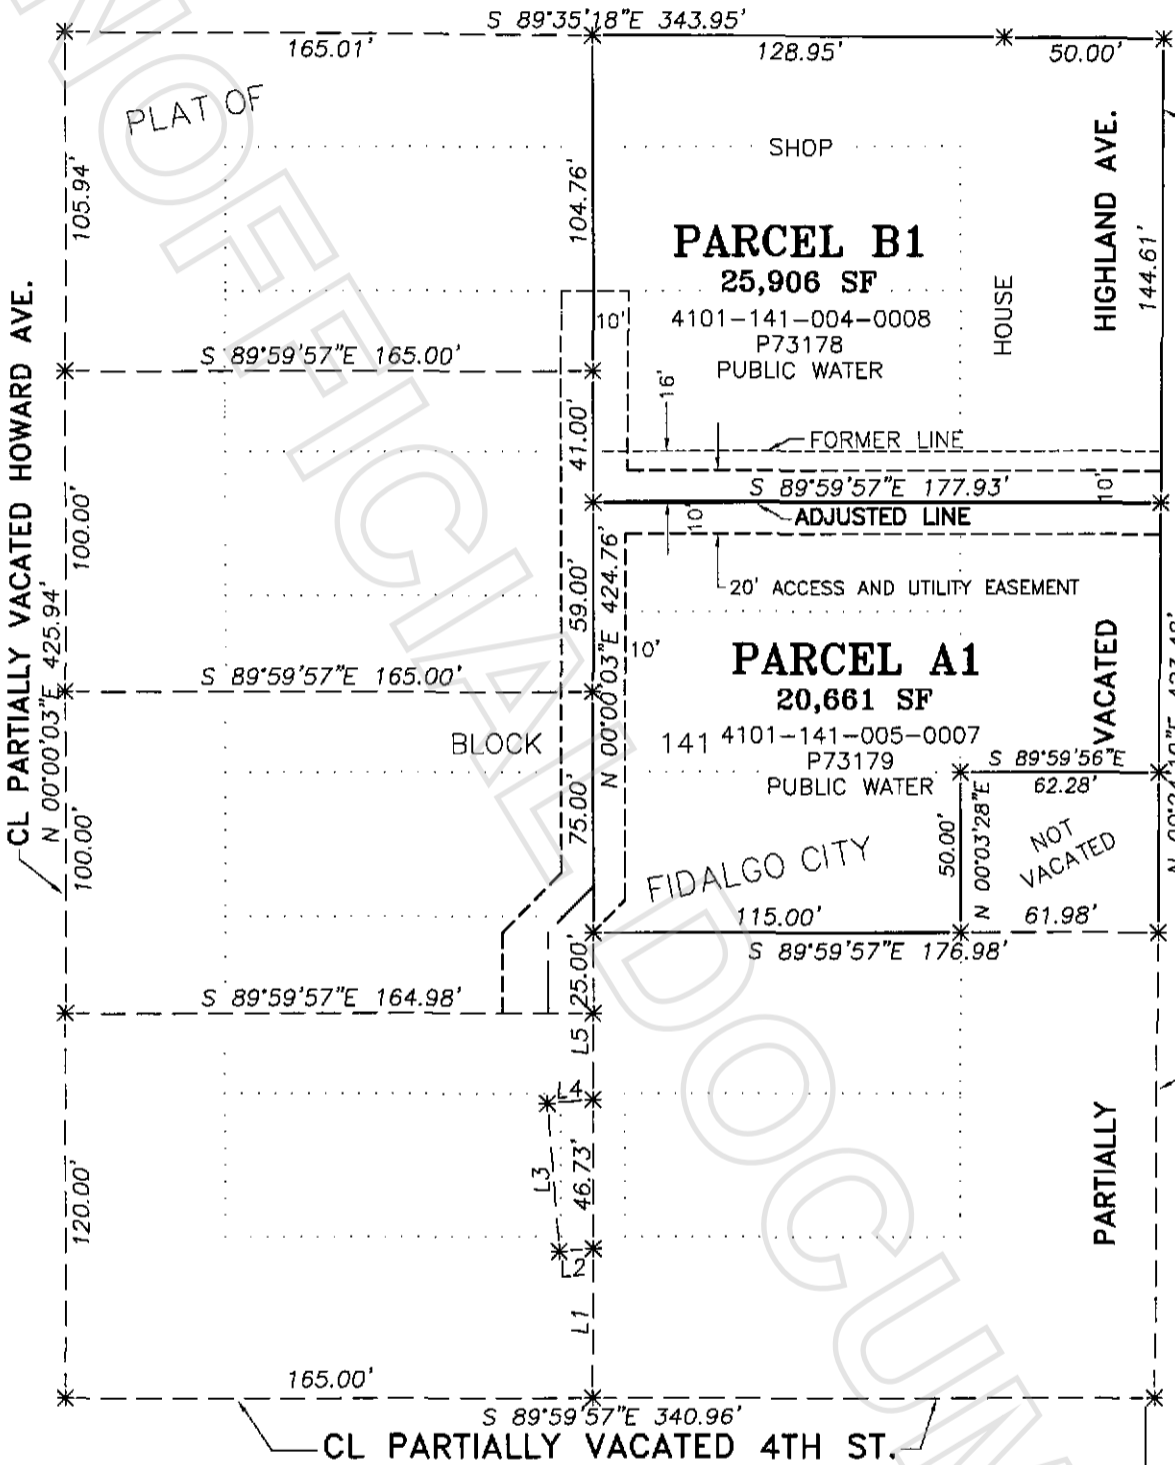 S 89°35'18"E 343.95'
165.01'
128.95'
50.00'
PLAT OF
SHOP
HIGHLAND AVE.
105.94'
104.76'
144.61'
PARCEL B1
25,906 SF
4101-141-004-0008
P73178
PUBLIC WATER
HOUSE
10'
16'
S 89°59'57"E 165.00'
CL PARTIALLY VACATED HOWARD AVE.
N 00°00'03"E 425.94'
41.00'
FORMER LINE
S 89°59'57"E 177.93'
10'
10'
ADJUSTED LINE
100.00'
59.00'
N 00°00'03"E 424.76'
20' ACCESS AND UTILITY EASEMENT
10'
PARCEL A1
20,661 SF
4101-141-005-0007
P73179
PUBLIC WATER
VACATED
S 89°59'57"E 165.00'
BLOCK
141
S 89°59'56"E
62.28'
75.00'
100.00'
50.00'
N 00°03'28"E
NOT
VACATED
FIDALGO CITY
115.00'
61.98'
S 89°59'57"E 176.98'
25.00'
S 89°59'57"E 164.98'
L5
L4
L3
46.73'
L2
L1
120.00'
PARTIALLY
165.00'
S 89°59'57"E 340.96'
CL PARTIALLY VACATED 4TH ST.